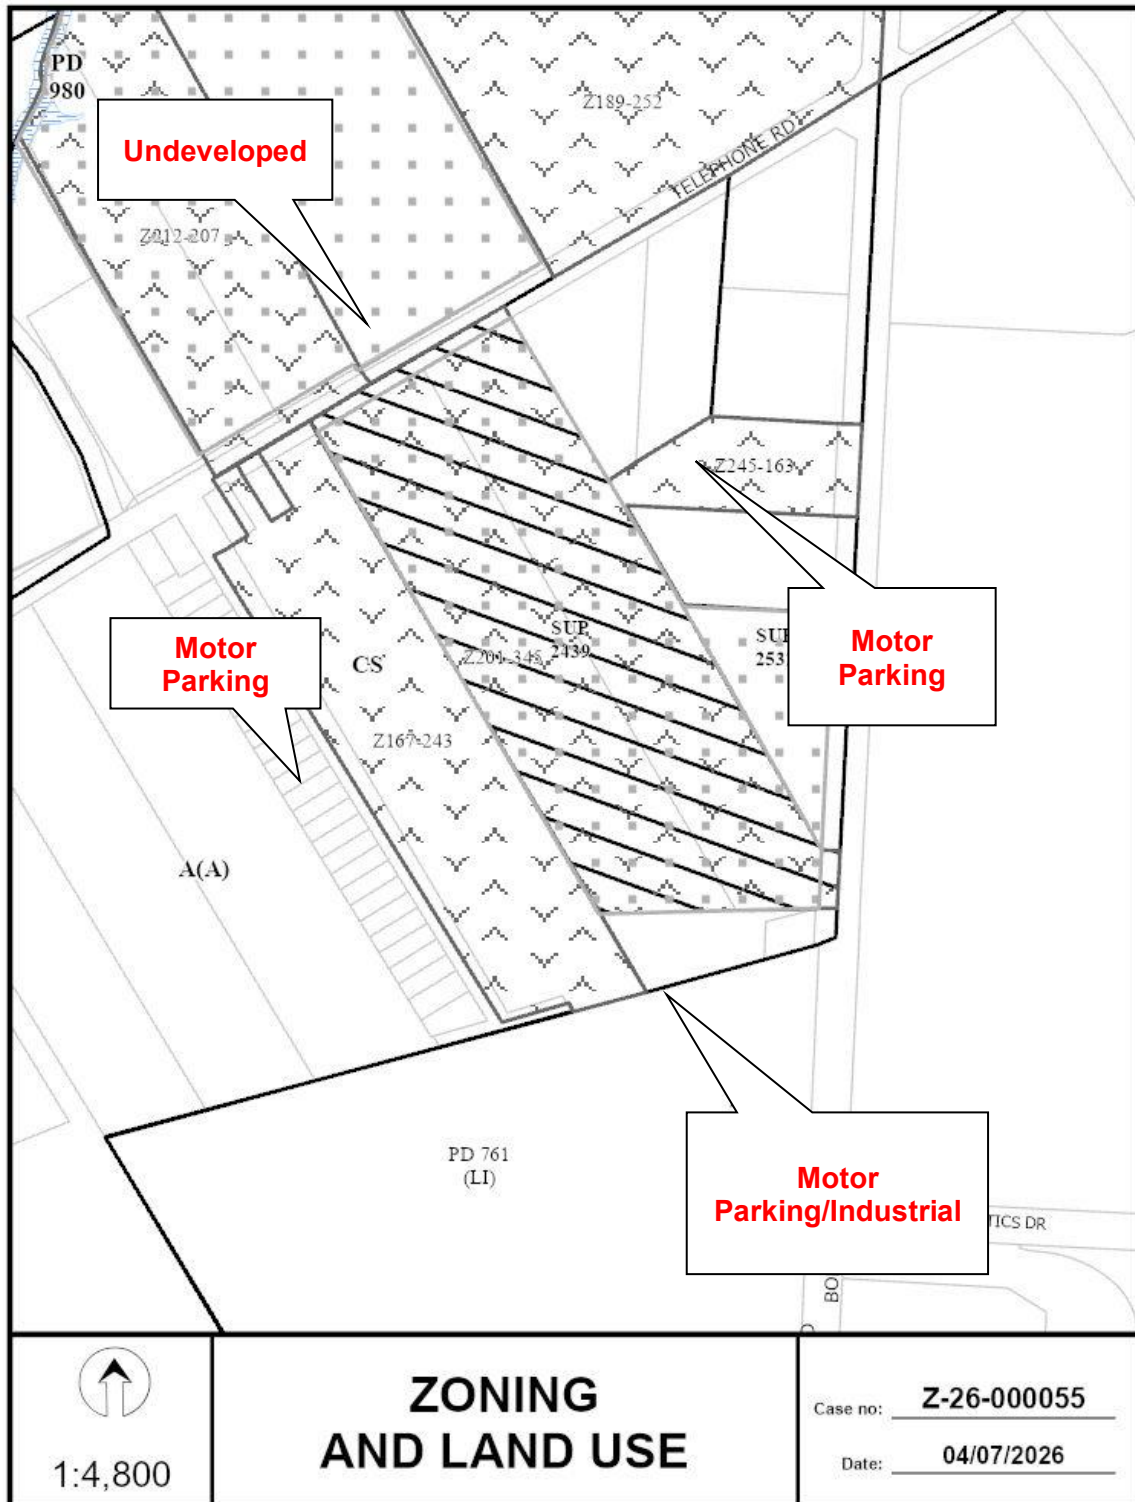 PD
980
Z189-252
Undeveloped
TELEPHONE RD
Z212-207
Z245-163
Motor
Parking
SUP
2439
Z201-345
CS
Motor
Parking
Z167-243
A(A)
PD 761
(LI)
Motor
Parking/Industrial
1:4,800
ZONING
AND LAND USE
Case no: Z-26-000055
Date: 04/07/2026